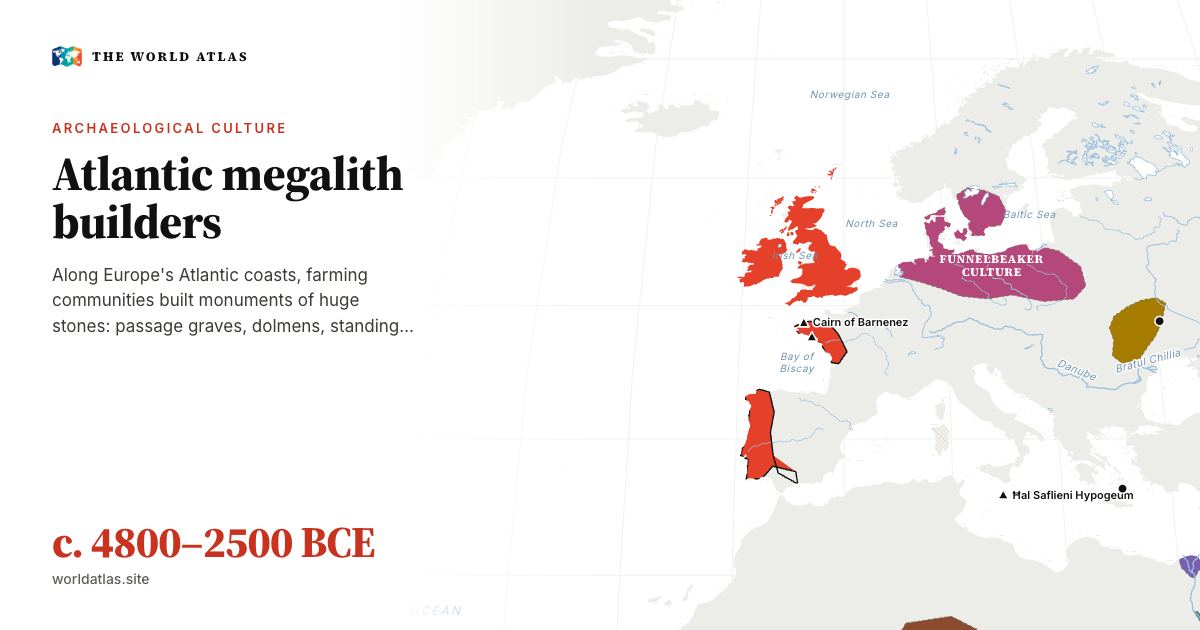 THE WORLD ATLAS
ARCHAEOLOGICAL CULTURE
Atlantic megalith
builders
Along Europe's Atlantic coasts, farming
communities built monuments of huge
stones: passage graves, dolmens, standing...
c. 4800–2500 BCE
worldatlas.site
Norwegian Sea
North Sea
Baltic Sea
Irish Sea
FUNNELBEAKER
CULTURE
Cairn of Barnenez
Bay of
Biscay
Danube
Bratul Chillia
Ħal Saflieni Hypogeum
OCEAN